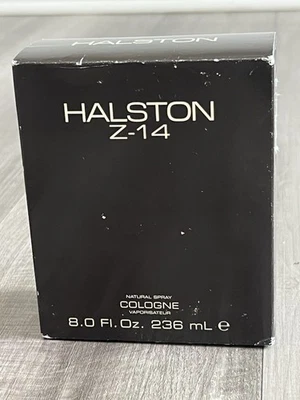 HALSTON
HALSTON
Z-14
NATURAL SPRAY
COLOGNE
VAPORISATEUR
8.0 Fl. Oz. 236 mL ℮